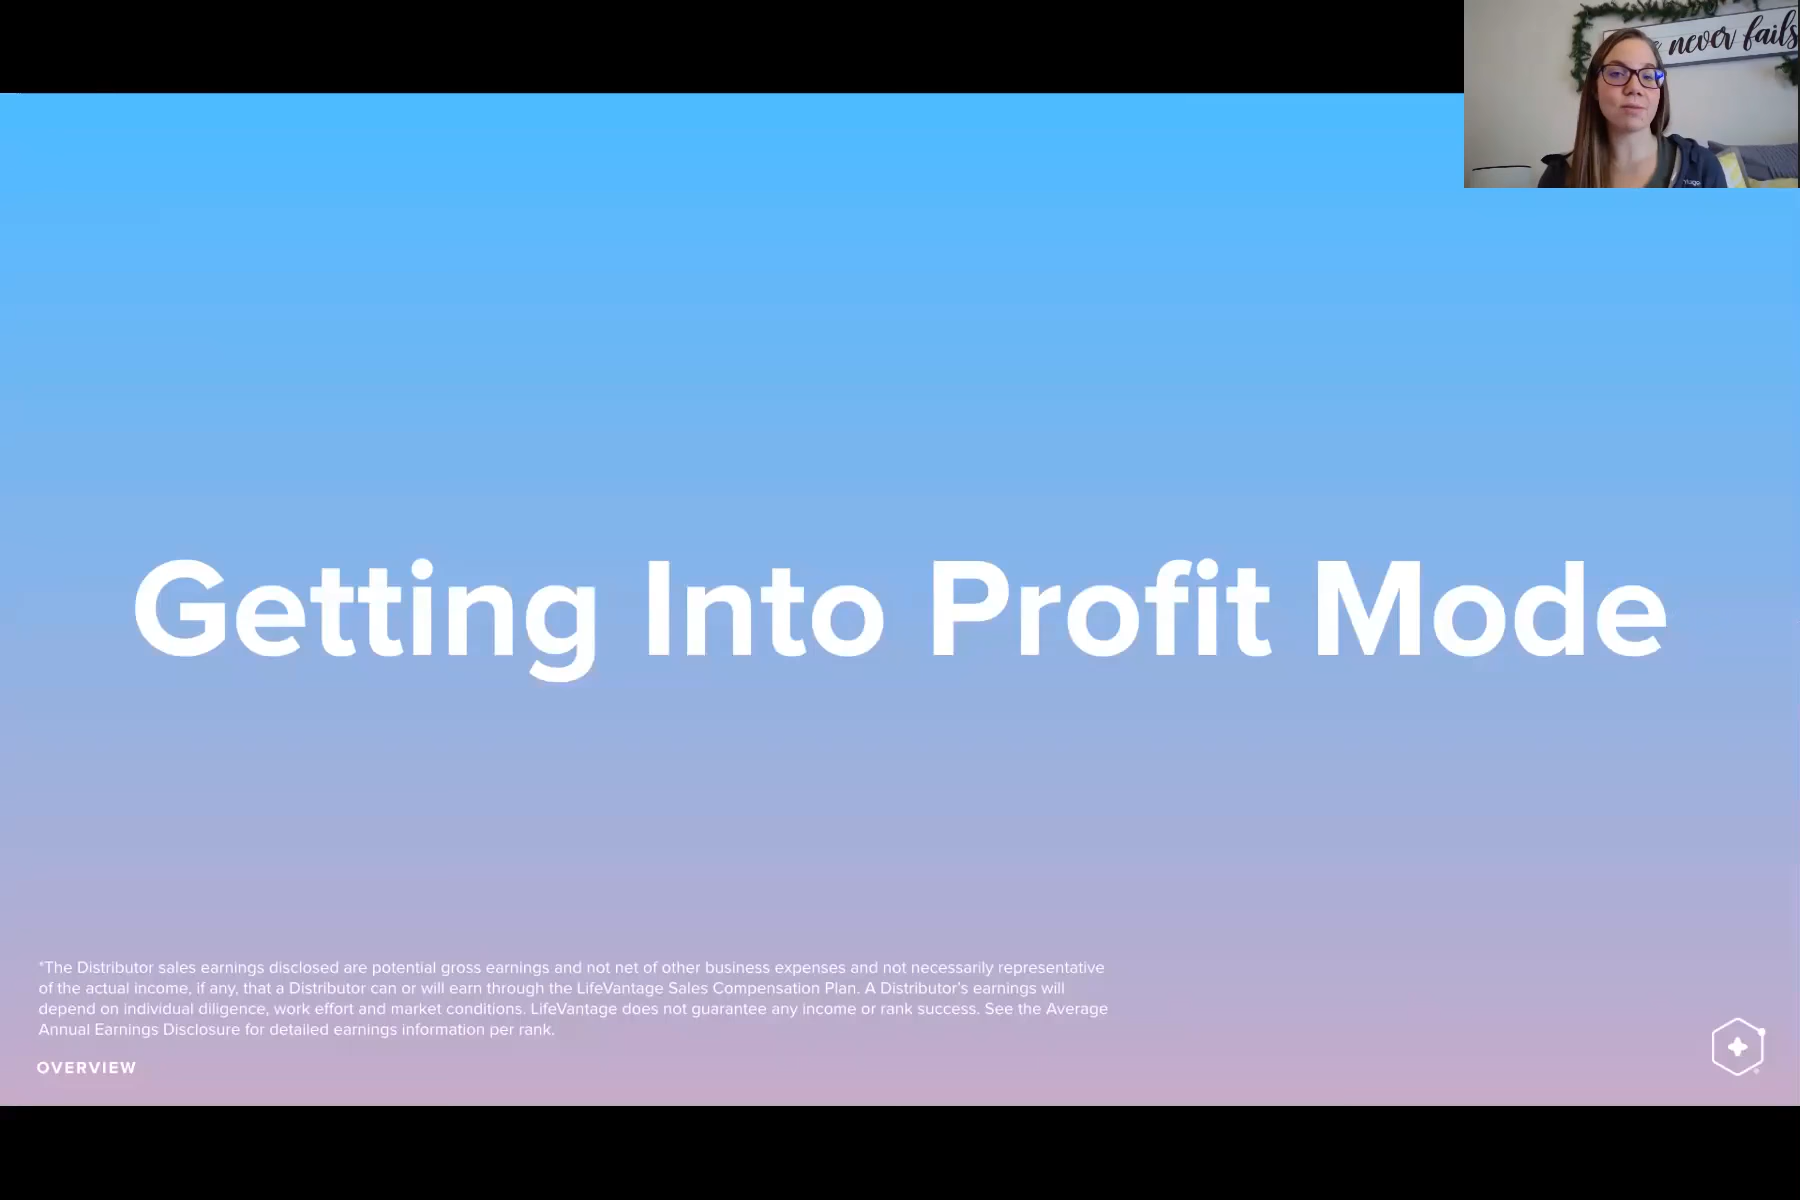 never fails
Getting Into Profit Mode
*The Distributor sales earnings disclosed are potential gross earnings and not net of other business expenses and not necessarily representative
of the actual income, if any, that a Distributor can or will earn through the LifeVantage Sales Compensation Plan. A Distributor's earnings will
depend on individual diligence, work effort and market conditions. LifeVantage does not guarantee any income or rank success. See the Average
Annual Earnings Disclosure for detailed earnings information per rank.
OVERVIEW